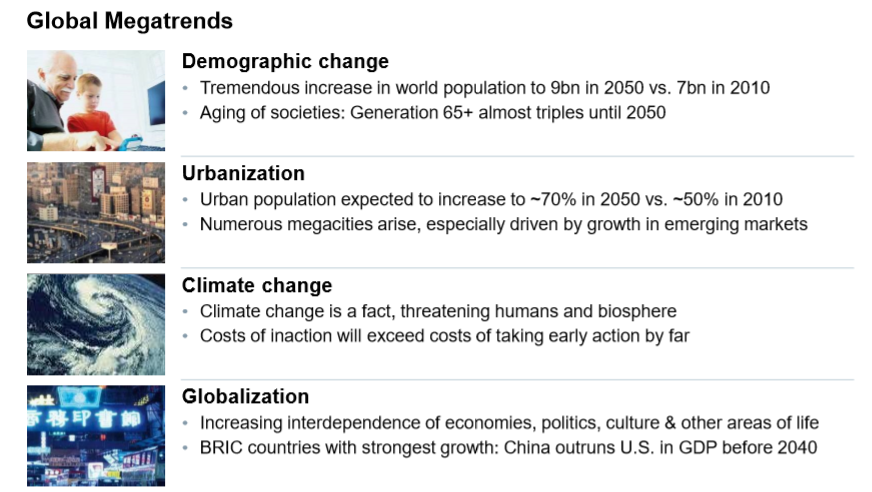 Global Megatrends
Demographic change
• Tremendous increase in world population to 9bn in 2050 vs. 7bn in 2010
• Aging of societies: Generation 65+ almost triples until 2050
Urbanization
• Urban population expected to increase to ~70% in 2050 vs. ~50% in 2010
• Numerous megacities arise, especially driven by growth in emerging markets
Climate change
• Climate change is a fact, threatening humans and biosphere
• Costs of inaction will exceed costs of taking early action by far
Globalization
• Increasing interdependence of economies, politics, culture & other areas of life
• BRIC countries with strongest growth: China outruns U.S. in GDP before 2040